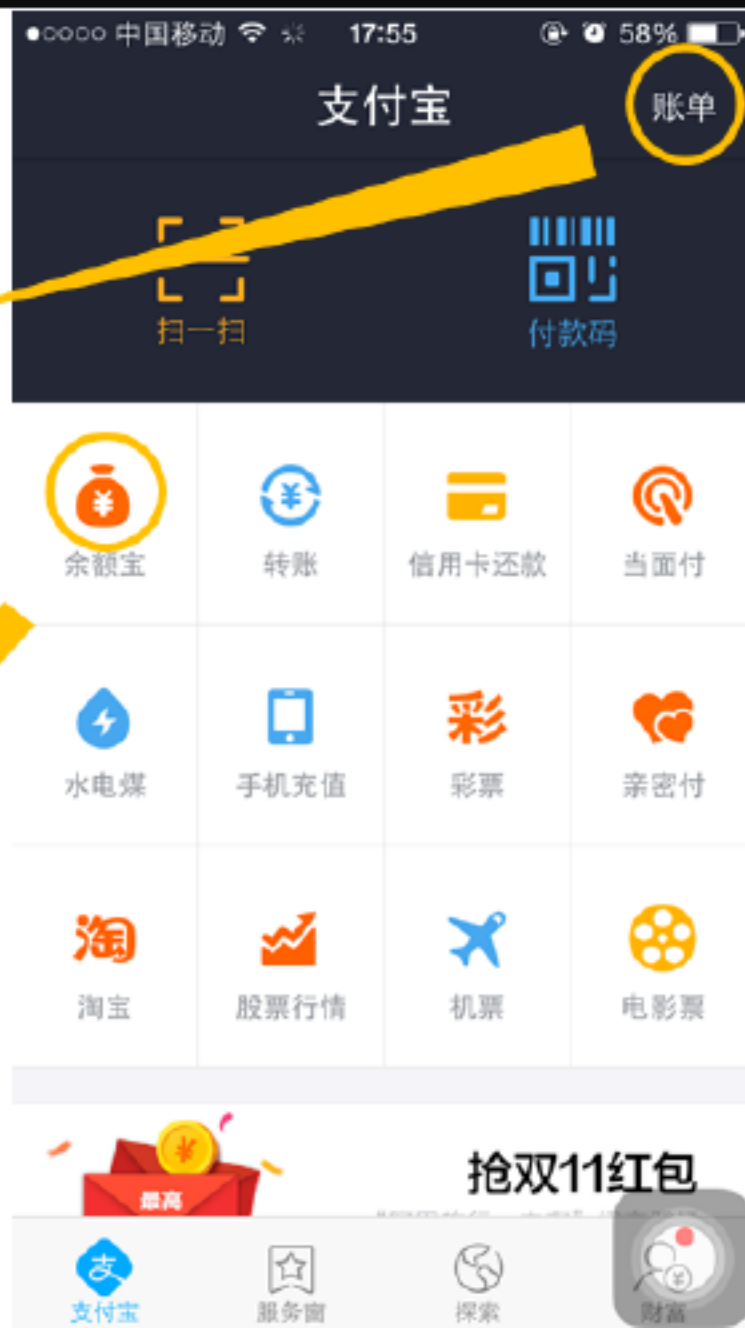 中国移动 17:55 58%
支付宝 账单
扫一扫 付款码
余额宝 转账 信用卡还款 当面付
水电煤 手机充值 彩 彩票 亲密付
淘 淘宝 股票行情 机票 电影票
抢双11红包
最高
支 支付宝 服务窗 探索 财富